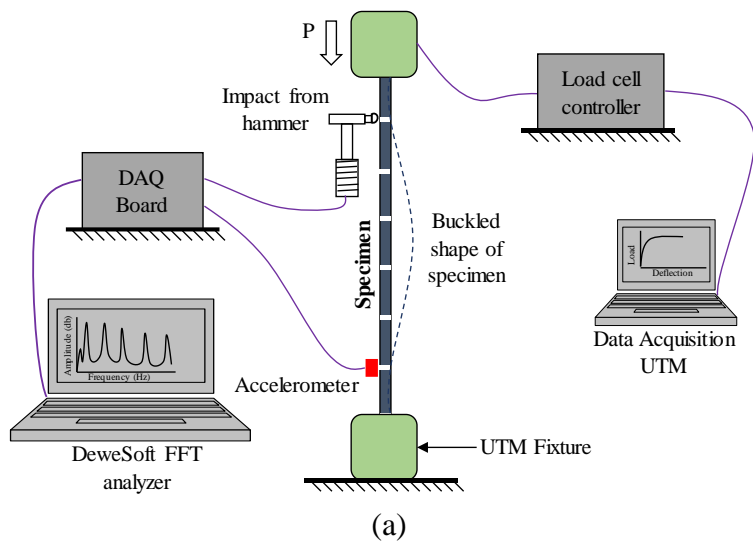 P
Impact from
hammer
Load cell
controller
DAQ
Board
Specimen
Buckled
shape of
specimen
Load
Deflection
Data Acquisition
UTM
Amplitude (db)
Frequency (Hz)
Accelerometer
DeweSoft FFT
analyzer
UTM Fixture
(a)